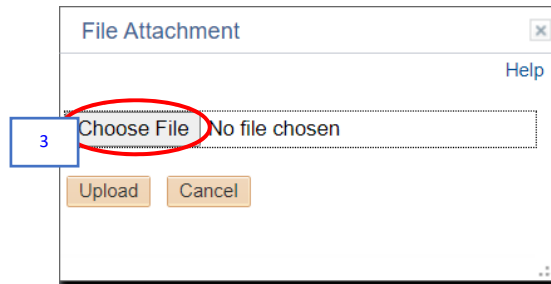 File Attachment
Help
3
Choose File No file chosen
Upload Cancel